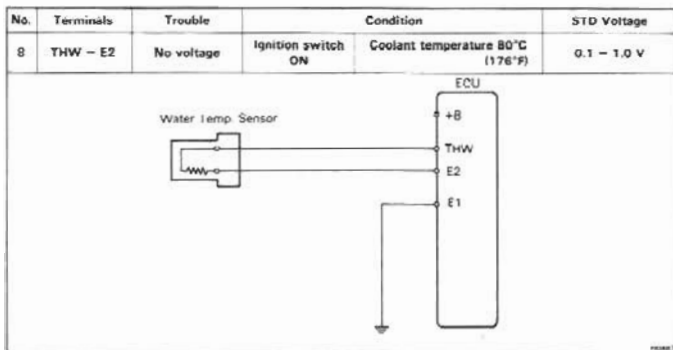 No. Terminals Trouble Condition STD Voltage
8 THW – E2 No voltage Ignition switch ON Coolant temperature 80°C (176°F) 0.1 – 1.0 V
ECU
Water Temp. Sensor
+B
THW
E2
E1